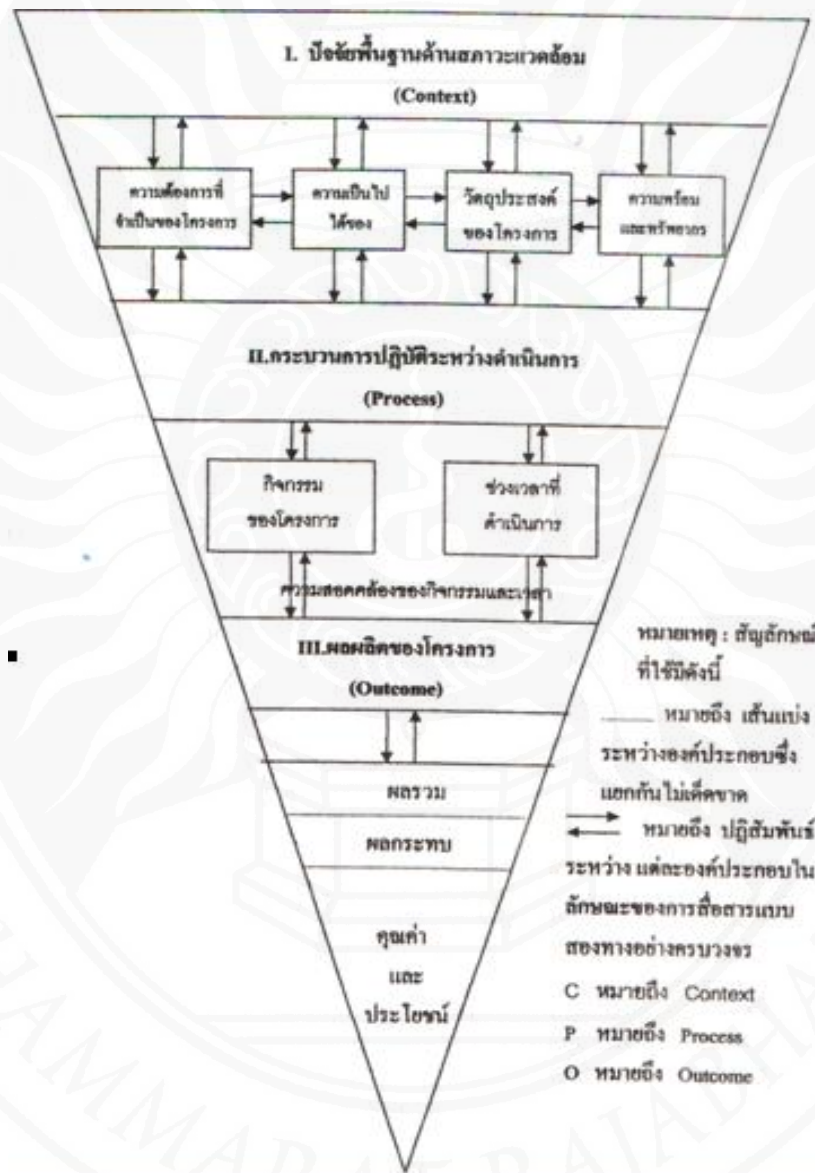 I. ปัจจัยพื้นฐานด้านสภาวะแวดล้อม
(Context)
ความต้องการที่
จำเป็นของโครงการ
ความเป็นไป
ได้ของ
วัตถุประสงค์
ของโครงการ
ความพร้อม
และทรัพยากร
II.กระบวนการปฏิบัติระหว่างดำเนินการ
(Process)
กิจกรรม
ของโครงการ
ช่วงเวลาที่
ดำเนินการ
ความสอดคล้องของกิจกรรมและเวลา
III.ผลผลิตของโครงการ
(Outcome)
ผลรวม
ผลกระทบ
คุณค่า
และ
ประโยชน์
หมายเหตุ : สัญลักษณ์
ที่ใช้มีดังนี้
หมายถึง เส้นแบ่ง
ระหว่างองค์ประกอบซึ่ง
แยกกันไม่เด็ดขาด
หมายถึง ปฏิสัมพันธ์
ระหว่าง แต่ละองค์ประกอบใน
ลักษณะของการสื่อสารแบบ
สองทางอย่างครบวงจร
C หมายถึง Context
P หมายถึง Process
O หมายถึง Outcome